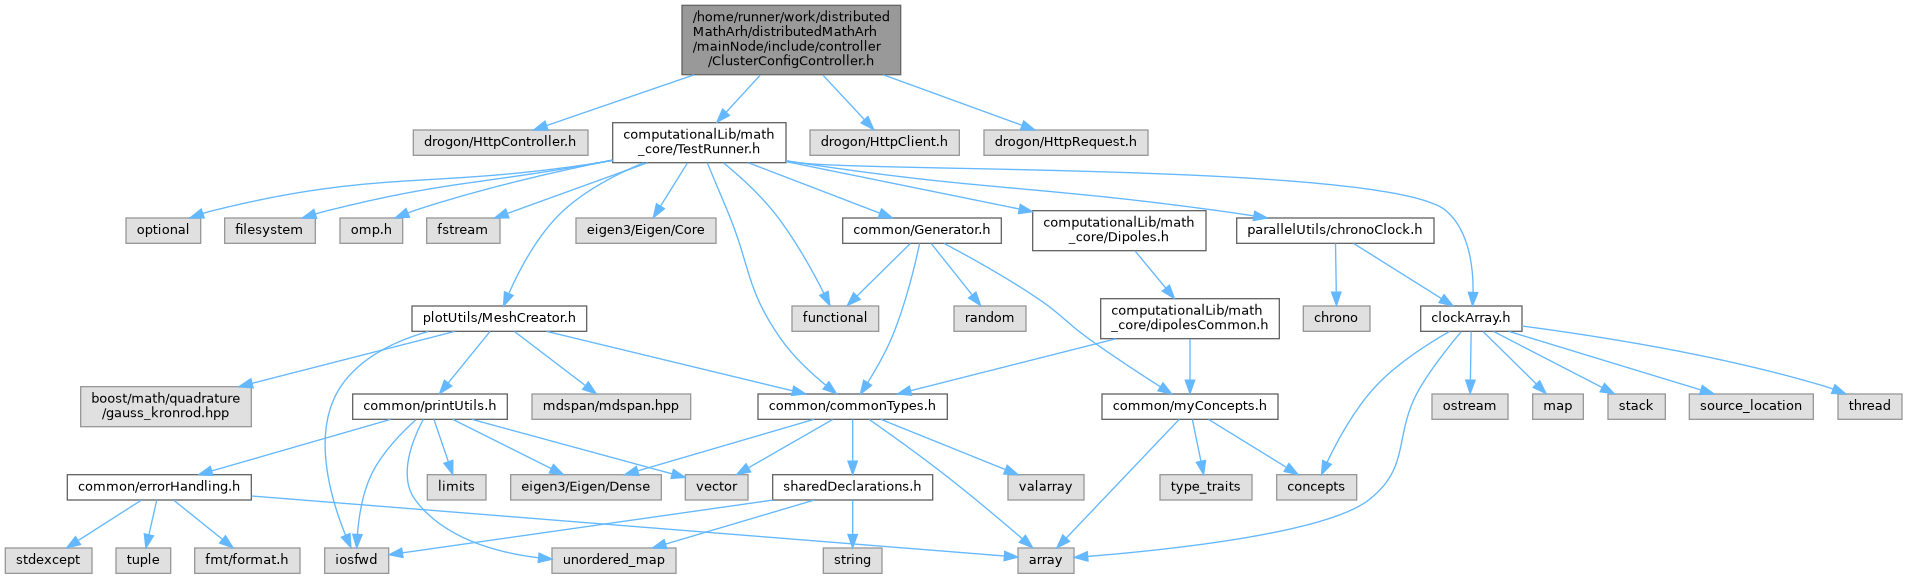 /home/runner/work/distributed
MathArh/distributedMathArh
/mainNode/include/controller
/ClusterConfigController.h
drogon/HttpController.h
computationalLib/math
_core/TestRunner.h
drogon/HttpClient.h
drogon/HttpRequest.h
optional
filesystem
omp.h
fstream
eigen3/Eigen/Core
common/Generator.h
computationalLib/math
_core/Dipoles.h
parallelUtils/chronoClock.h
plotUtils/MeshCreator.h
functional
random
computationalLib/math
_core/dipolesCommon.h
chrono
clockArray.h
boost/math/quadrature
/gauss_kronrod.hpp
common/printUtils.h
mdspan/mdspan.hpp
common/commonTypes.h
common/myConcepts.h
ostream
map
stack
source_location
thread
common/errorHandling.h
limits
eigen3/Eigen/Dense
vector
sharedDeclarations.h
valarray
type_traits
concepts
stdexcept
tuple
fmt/format.h
iosfwd
unordered_map
string
array